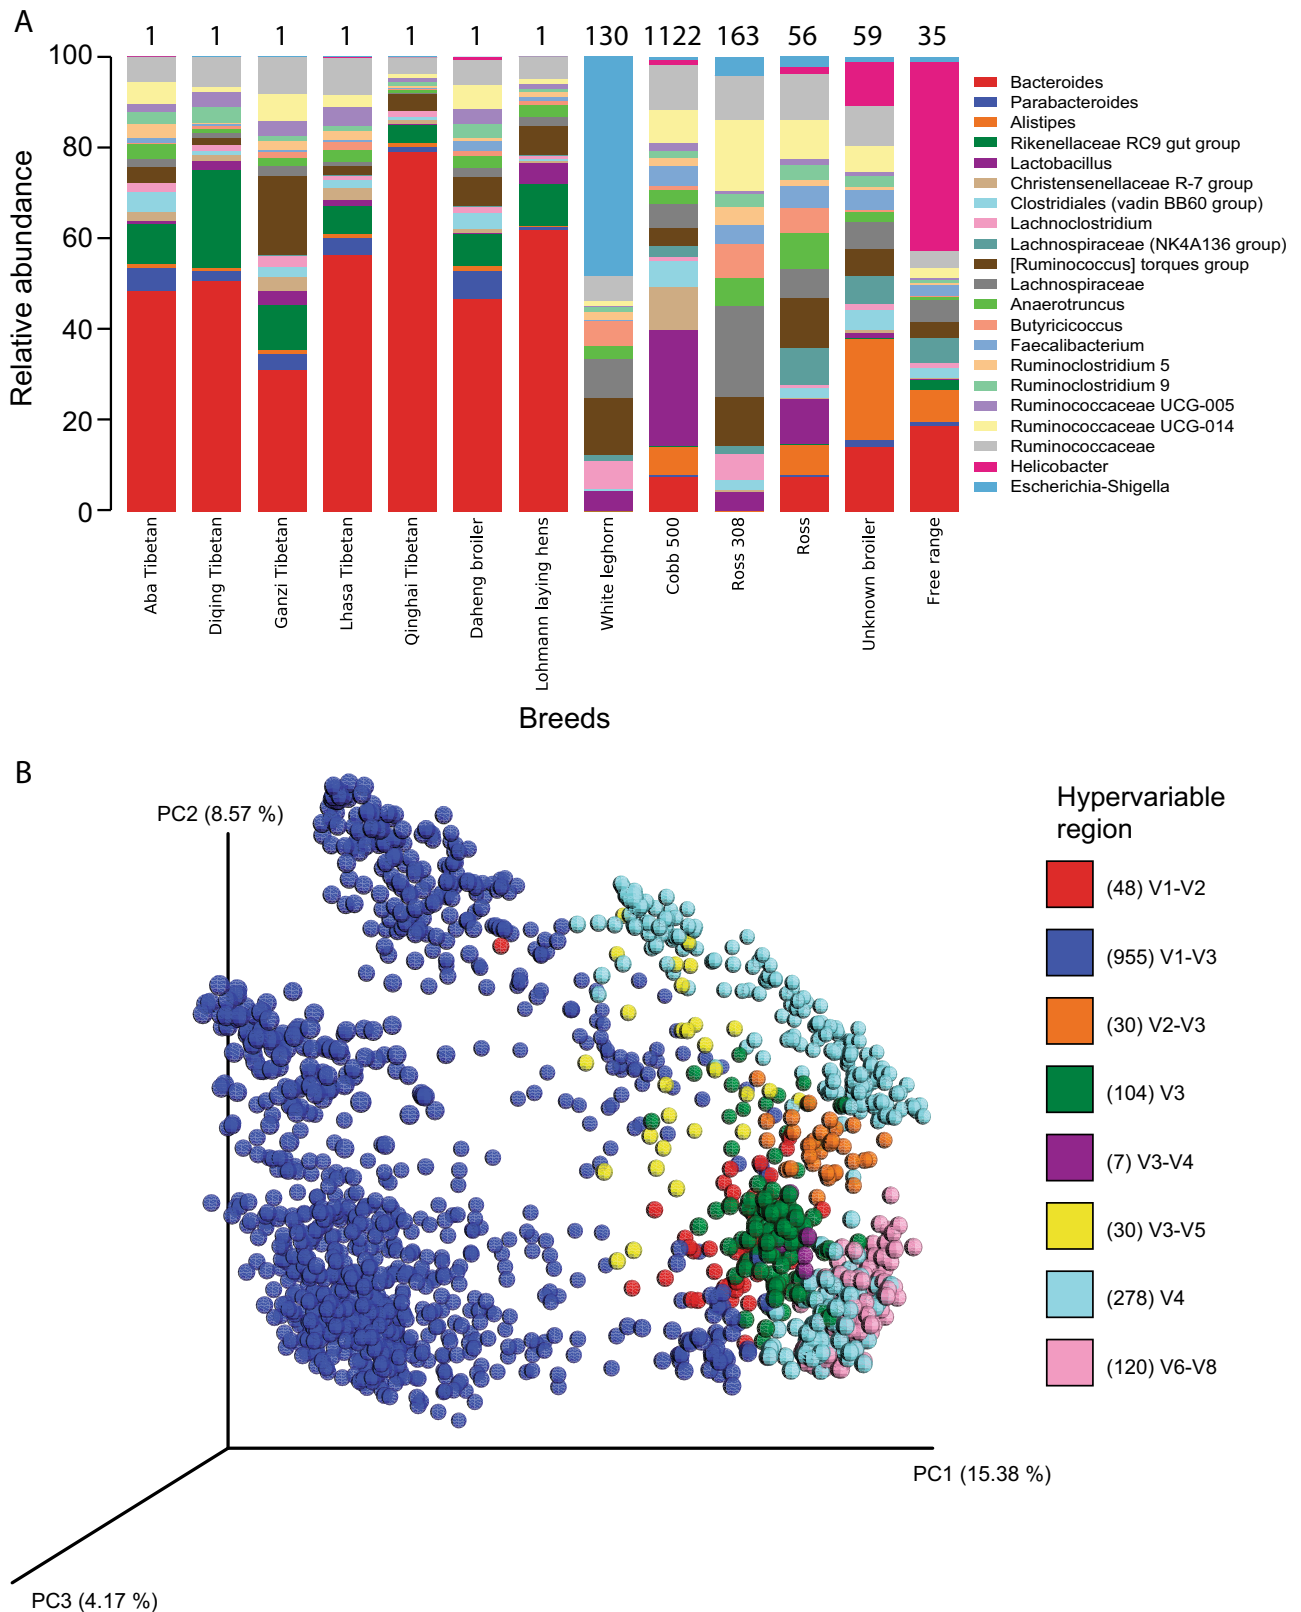 A
1 1 1 1 1 1 1 130 1122 163 56 59 35
100
80
60
40
20
0
Relative abundance
Aba Tibetan
Diqing Tibetan
Ganzi Tibetan
Lhasa Tibetan
Qinghai Tibetan
Daheng broiler
Lohmann laying hens
White leghorn
Cobb 500
Ross 308
Ross
Unknown broiler
Free range
Breeds
Bacteroides
Parabacteroides
Alistipes
Rikenellaceae RC9 gut group
Lactobacillus
Christensenellaceae R-7 group
Clostridiales (vadin BB60 group)
Lachnoclostridium
Lachnospiraceae (NK4A136 group)
[Ruminococcus] torques group
Lachnospiraceae
Anaerotruncus
Butyricicoccus
Faecalibacterium
Ruminoclostridium 5
Ruminoclostridium 9
Ruminococcaceae UCG-005
Ruminococcaceae UCG-014
Ruminococcaceae
Helicobacter
Escherichia-Shigella
B
PC2 (8.57 %)
PC1 (15.38 %)
PC3 (4.17 %)
Hypervariable
region
(48) V1-V2
(955) V1-V3
(30) V2-V3
(104) V3
(7) V3-V4
(30) V3-V5
(278) V4
(120) V6-V8